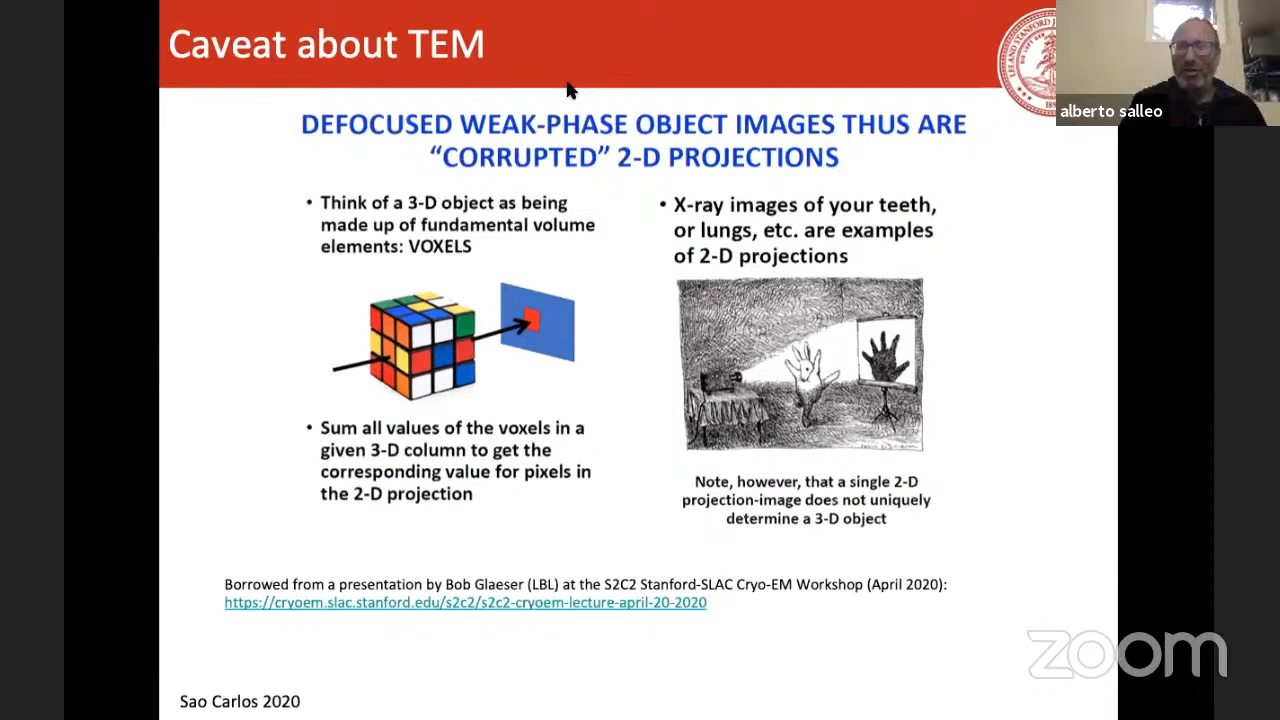 Caveat about TEM
alberto salleo
DEFOCUSED WEAK-PHASE OBJECT IMAGES THUS ARE
“CORRUPTED” 2-D PROJECTIONS
• Think of a 3-D object as being
made up of fundamental volume
elements: VOXELS
• Sum all values of the voxels in a
given 3-D column to get the
corresponding value for pixels in
the 2-D projection
• X-ray images of your teeth,
or lungs, etc. are examples
of 2-D projections
Note, however, that a single 2-D
projection-image does not uniquely
determine a 3-D object
Borrowed from a presentation by Bob Glaeser (LBL) at the S2C2 Stanford-SLAC Cryo-EM Workshop (April 2020):
https://cryoem.slac.stanford.edu/s2c2/s2c2-cryoem-lecture-april-20-2020
zoom
Sao Carlos 2020